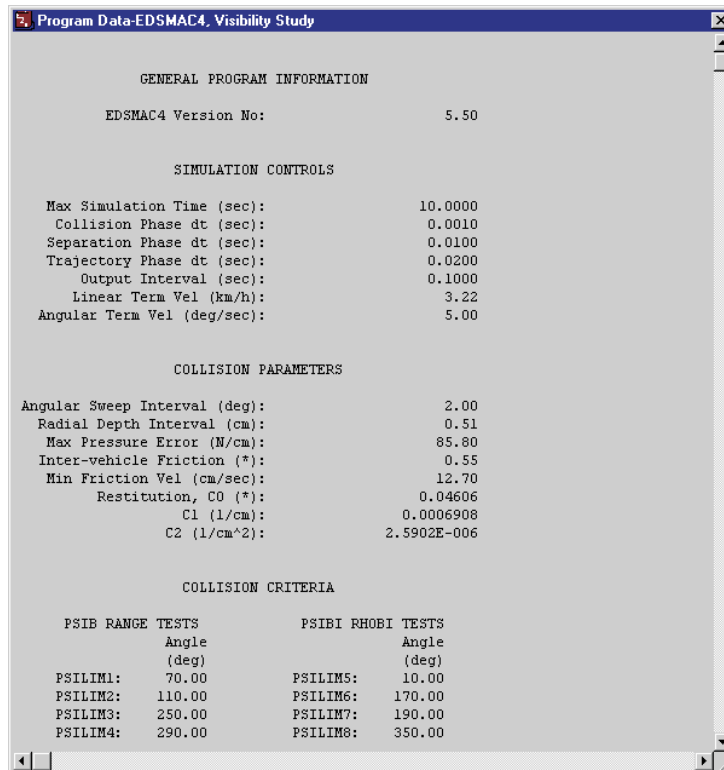 Program Data-EDSMAC4, Visibility Study
GENERAL PROGRAM INFORMATION
EDSMAC4 Version No: 5.50
SIMULATION CONTROLS
Max Simulation Time (sec): 10.0000
Collision Phase dt (sec): 0.0010
Separation Phase dt (sec): 0.0100
Trajectory Phase dt (sec): 0.0200
Output Interval (sec): 0.1000
Linear Term Vel (km/h): 3.22
Angular Term Vel (deg/sec): 5.00
COLLISION PARAMETERS
Angular Sweep Interval (deg): 2.00
Radial Depth Interval (cm): 0.51
Max Pressure Error (N/cm): 85.80
Inter-vehicle Friction (*): 0.55
Min Friction Vel (cm/sec): 12.70
Restitution, C0 (*): 0.04606
C1 (1/cm): 0.0006908
C2 (1/cm^2): 2.5902E-006
COLLISION CRITERIA
PSIB RANGE TESTS PSIBI RHOBI TESTS
Angle Angle
(deg) (deg)
PSILIM1: 70.00 PSILIM5: 10.00
PSILIM2: 110.00 PSILIM6: 170.00
PSILIM3: 250.00 PSILIM7: 190.00
PSILIM4: 290.00 PSILIM8: 350.00